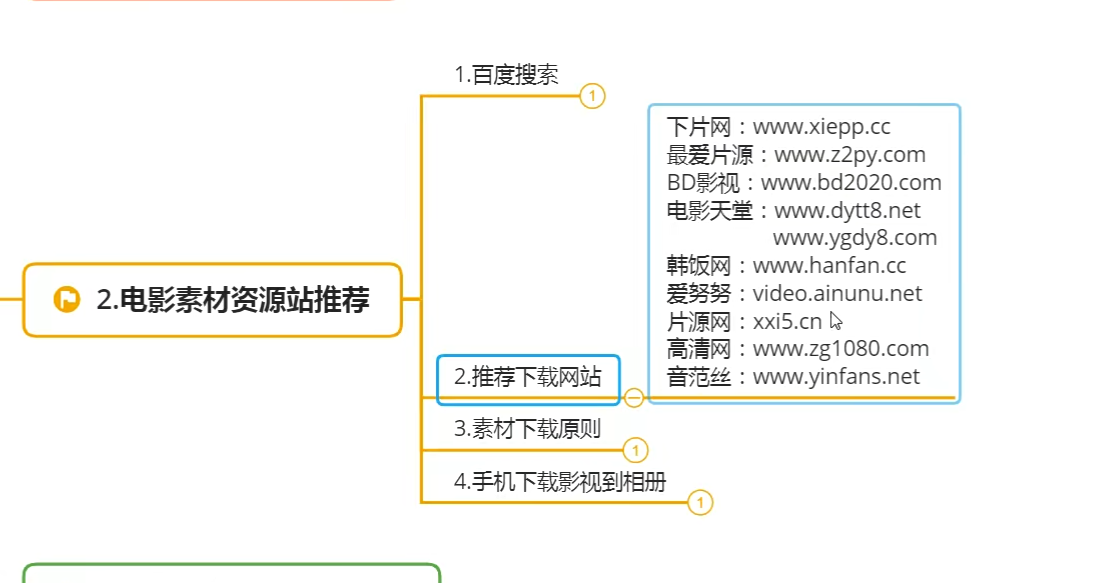 1.百度搜索
1
下片网：www.xiepp.cc
最爱片源：www.z2py.com
BD影视：www.bd2020.com
电影天堂：www.dytt8.net
www.ygdy8.com
韩饭网：www.hanfan.cc
爱努努：video.ainunu.net
片源网：xxi5.cn
高清网：www.zg1080.com
音范丝：www.yinfans.net
2.电影素材资源站推荐
2.推荐下载网站
3.素材下载原则
1
4.手机下载影视到相册
1